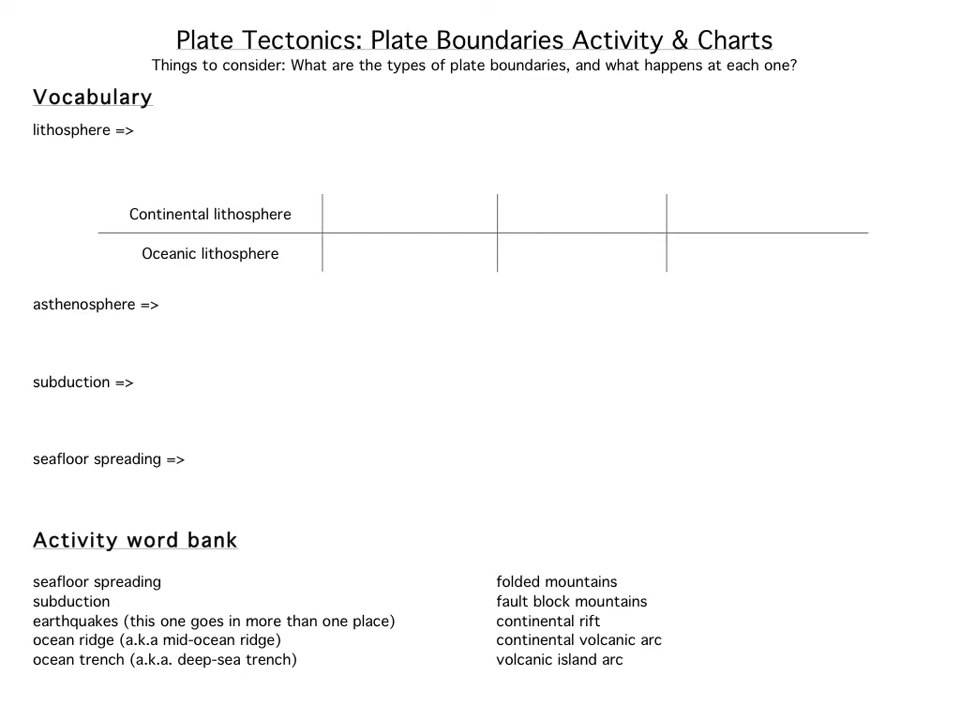 Plate Tectonics: Plate Boundaries Activity & Charts
Things to consider: What are the types of plate boundaries, and what happens at each one?
Vocabulary
lithosphere =>
Continental lithosphere
Oceanic lithosphere
asthenosphere =>
subduction =>
seafloor spreading =>
Activity word bank
seafloor spreading
subduction
earthquakes (this one goes in more than one place)
ocean ridge (a.k.a mid-ocean ridge)
ocean trench (a.k.a. deep-sea trench)
folded mountains
fault block mountains
continental rift
continental volcanic arc
volcanic island arc